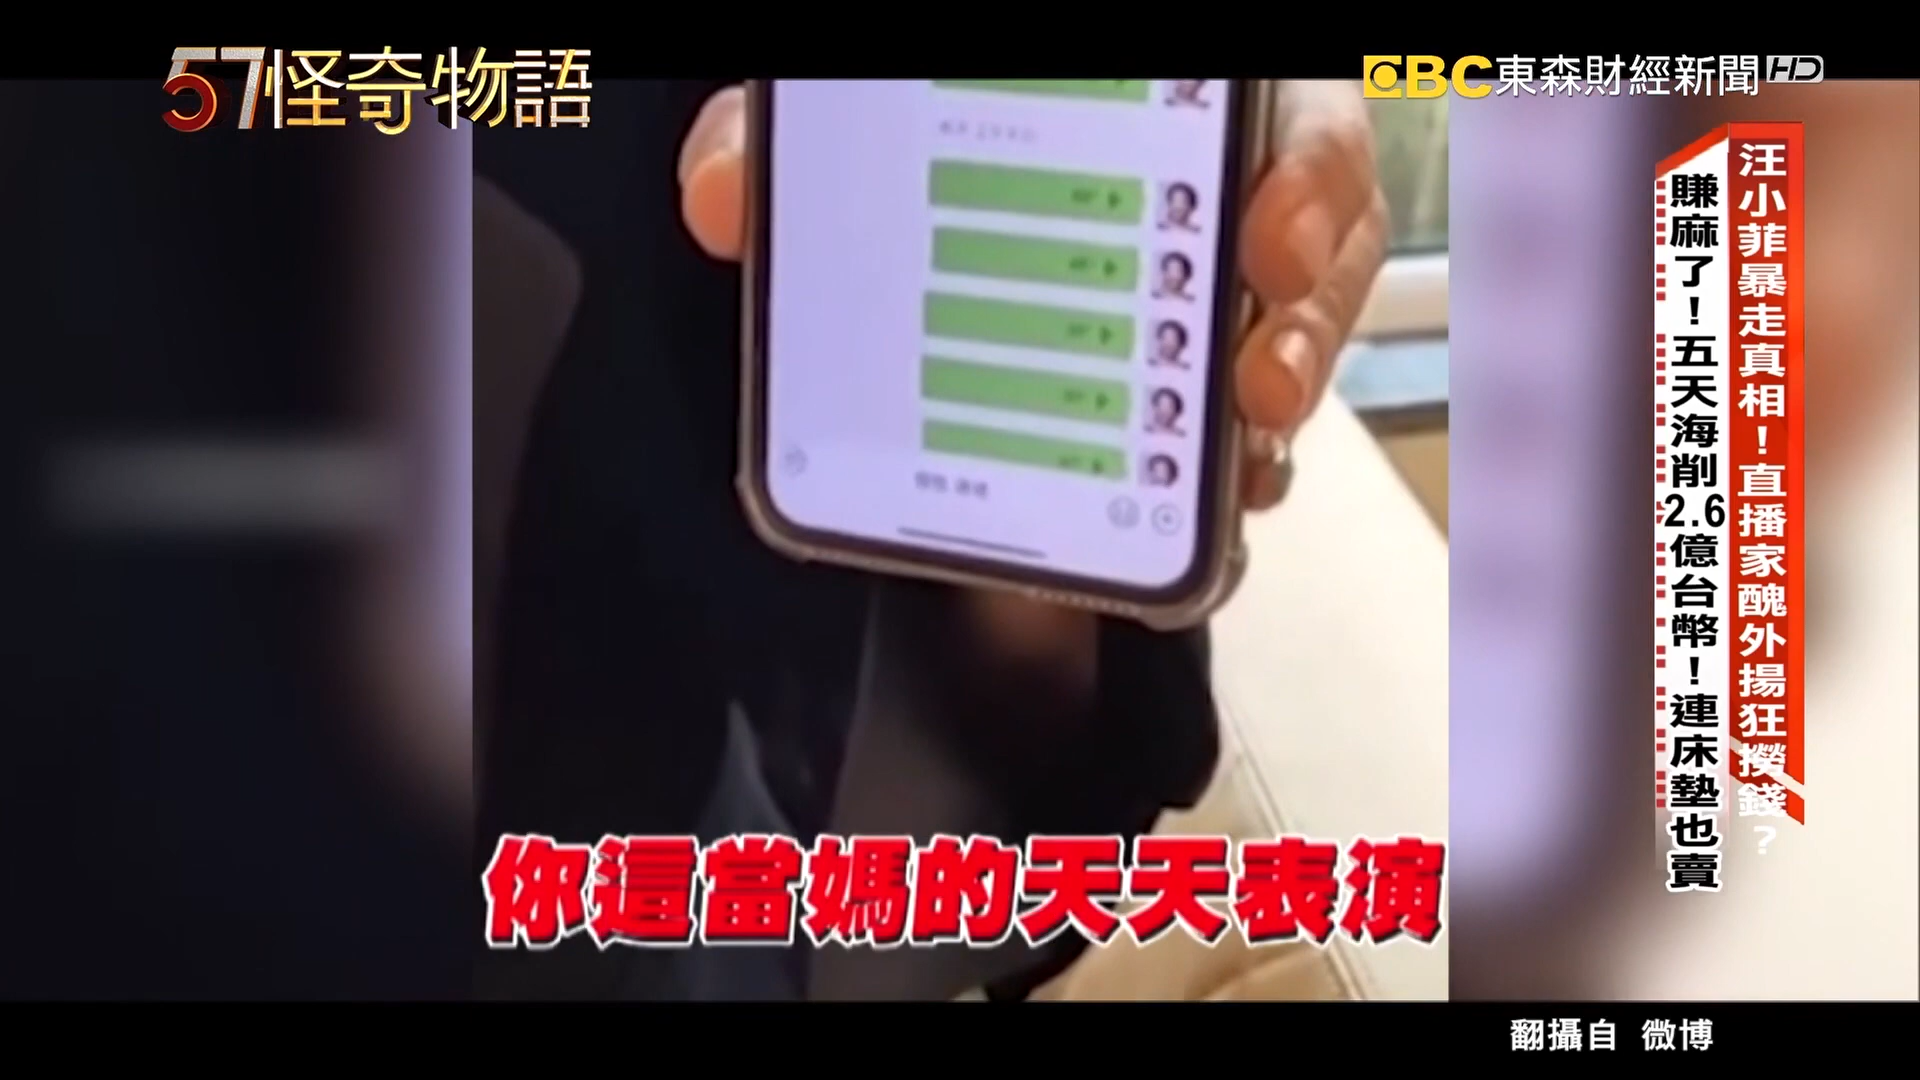 57怪奇物語
EBC東森財經新聞HD
汪小菲暴走真相!直播家醜外揚狂撈錢?
賺麻了!五天海削2.6億台幣!連床墊也賣
你這當媽的天天表演
翻攝自 微博